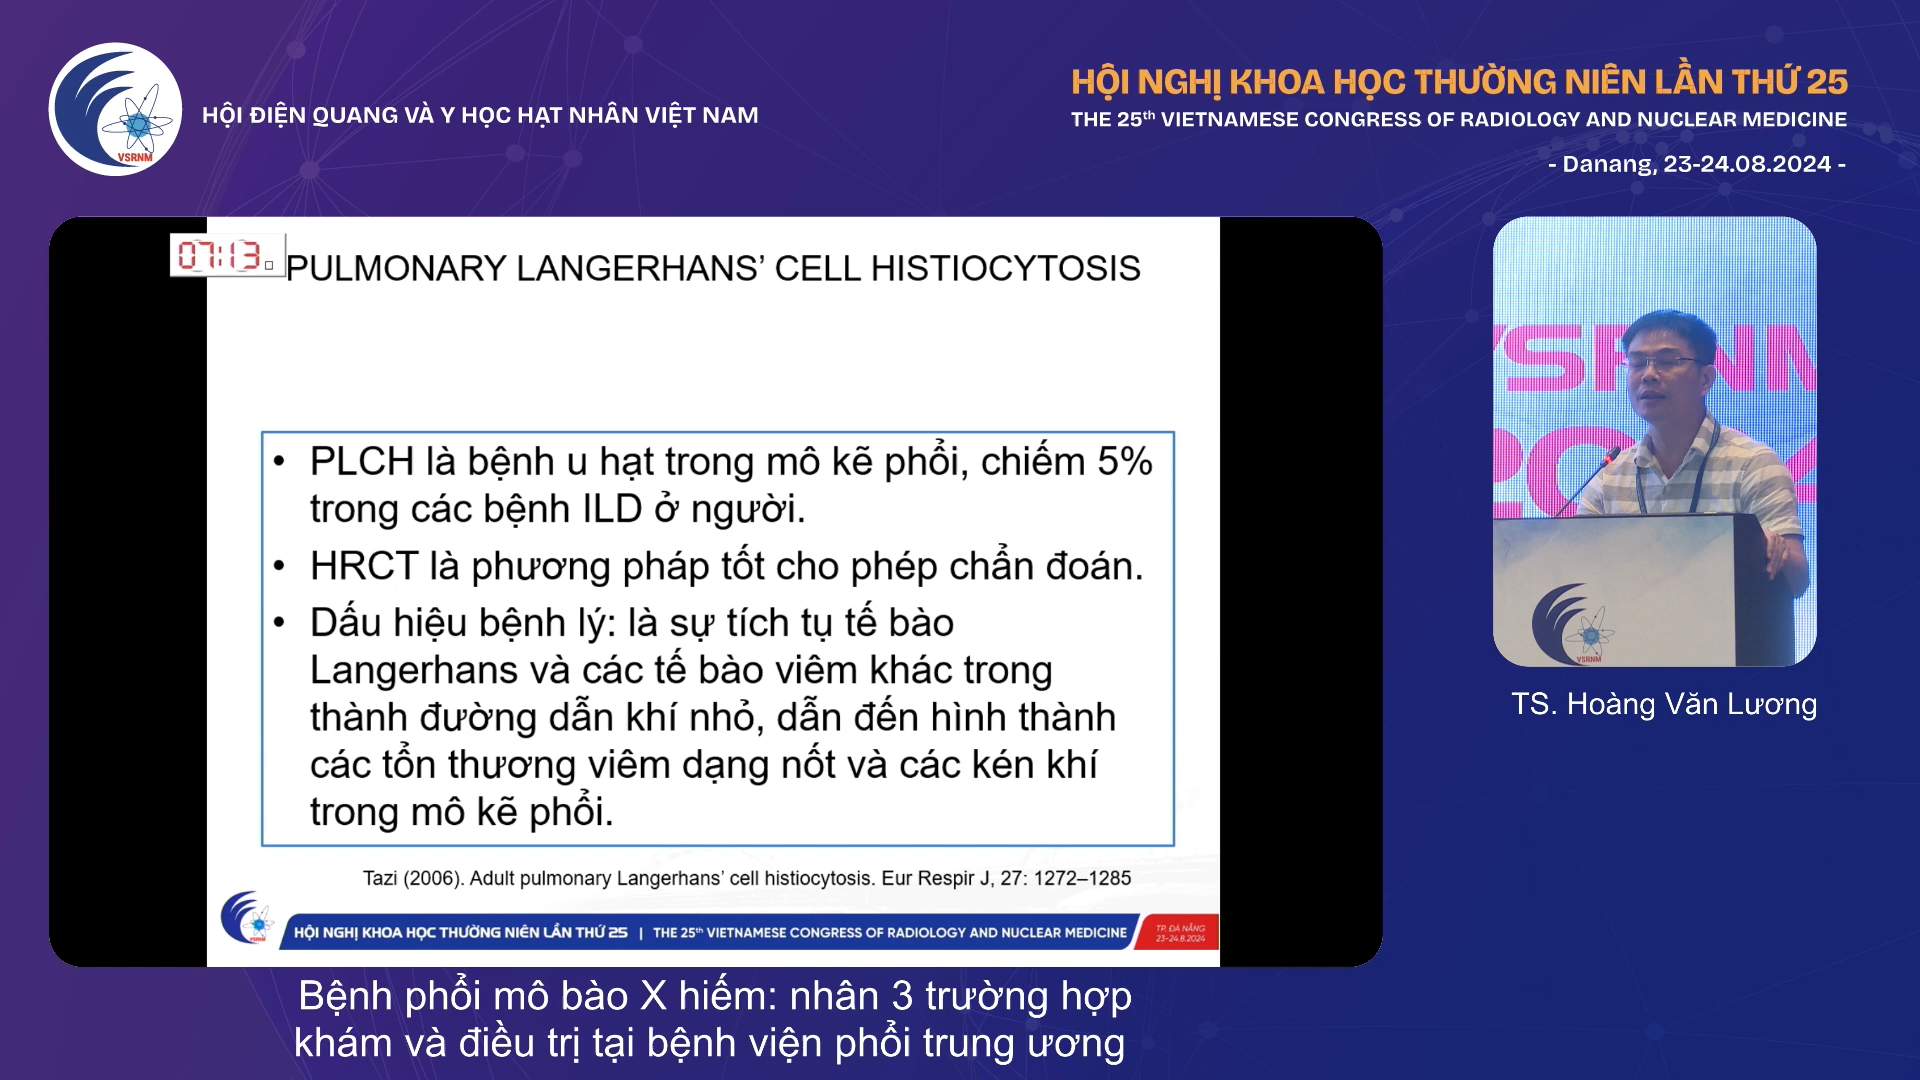 VSRNM
HỘI ĐIỆN QUANG VÀ Y HỌC HẠT NHÂN VIỆT NAM
HỘI NGHỊ KHOA HỌC THƯỜNG NIÊN LẦN THỨ 25
THE 25th VIETNAMESE CONGRESS OF RADIOLOGY AND NUCLEAR MEDICINE
- Danang, 23-24.08.2024 -
07:13
PULMONARY LANGERHANS’ CELL HISTIOCYTOSIS
• PLCH là bệnh u hạt trong mô kẽ phổi, chiếm 5%
trong các bệnh ILD ở người.
• HRCT là phương pháp tốt cho phép chẩn đoán.
• Dấu hiệu bệnh lý: là sự tích tụ tế bào
Langerhans và các tế bào viêm khác trong
thành đường dẫn khí nhỏ, dẫn đến hình thành
các tổn thương viêm dạng nốt và các kén khí
trong mô kẽ phổi.
Tazi (2006). Adult pulmonary Langerhans’ cell histiocytosis. Eur Respir J, 27: 1272–1285
VSRNM
HỘI NGHỊ KHOA HỌC THƯỜNG NIÊN LẦN THỨ 25 | THE 25th VIETNAMESE CONGRESS OF RADIOLOGY AND NUCLEAR MEDICINE
TP. ĐÀ NẴNG
23-24.8.2024
VSRNM
2024
VSRNM
TS. Hoàng Văn Lương
Bệnh phổi mô bào X hiếm: nhân 3 trường hợp
khám và điều trị tại bệnh viện phổi trung ương